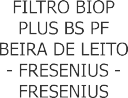 FILTRO BIOP
PLUS BS PF
BEIRA DE LEITO
- FRESENIUS -
FRESENIUS